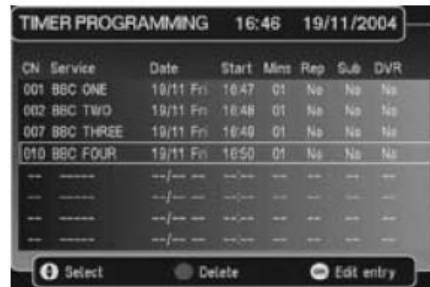 TIMER PROGRAMMING 16:46 19/11/2004
CN Service Date Start Mins Rep Sub DVR
001 BBC ONE 19/11 Fri 16:47 01 No No No
002 BBC TWO 19/11 Fri 16:48 01 No No No
007 BBC THREE 19/11 Fri 16:49 01 No No No
010 BBC FOUR 19/11 Fri 16:50 01 No No No
-- ----- --/-- -- --:-- -- -- -- --
-- ----- --/-- -- --:-- -- -- -- --
-- ----- --/-- -- --:-- -- -- -- --
-- ----- --/-- -- --:-- -- -- -- --
Select Delete Edit entry